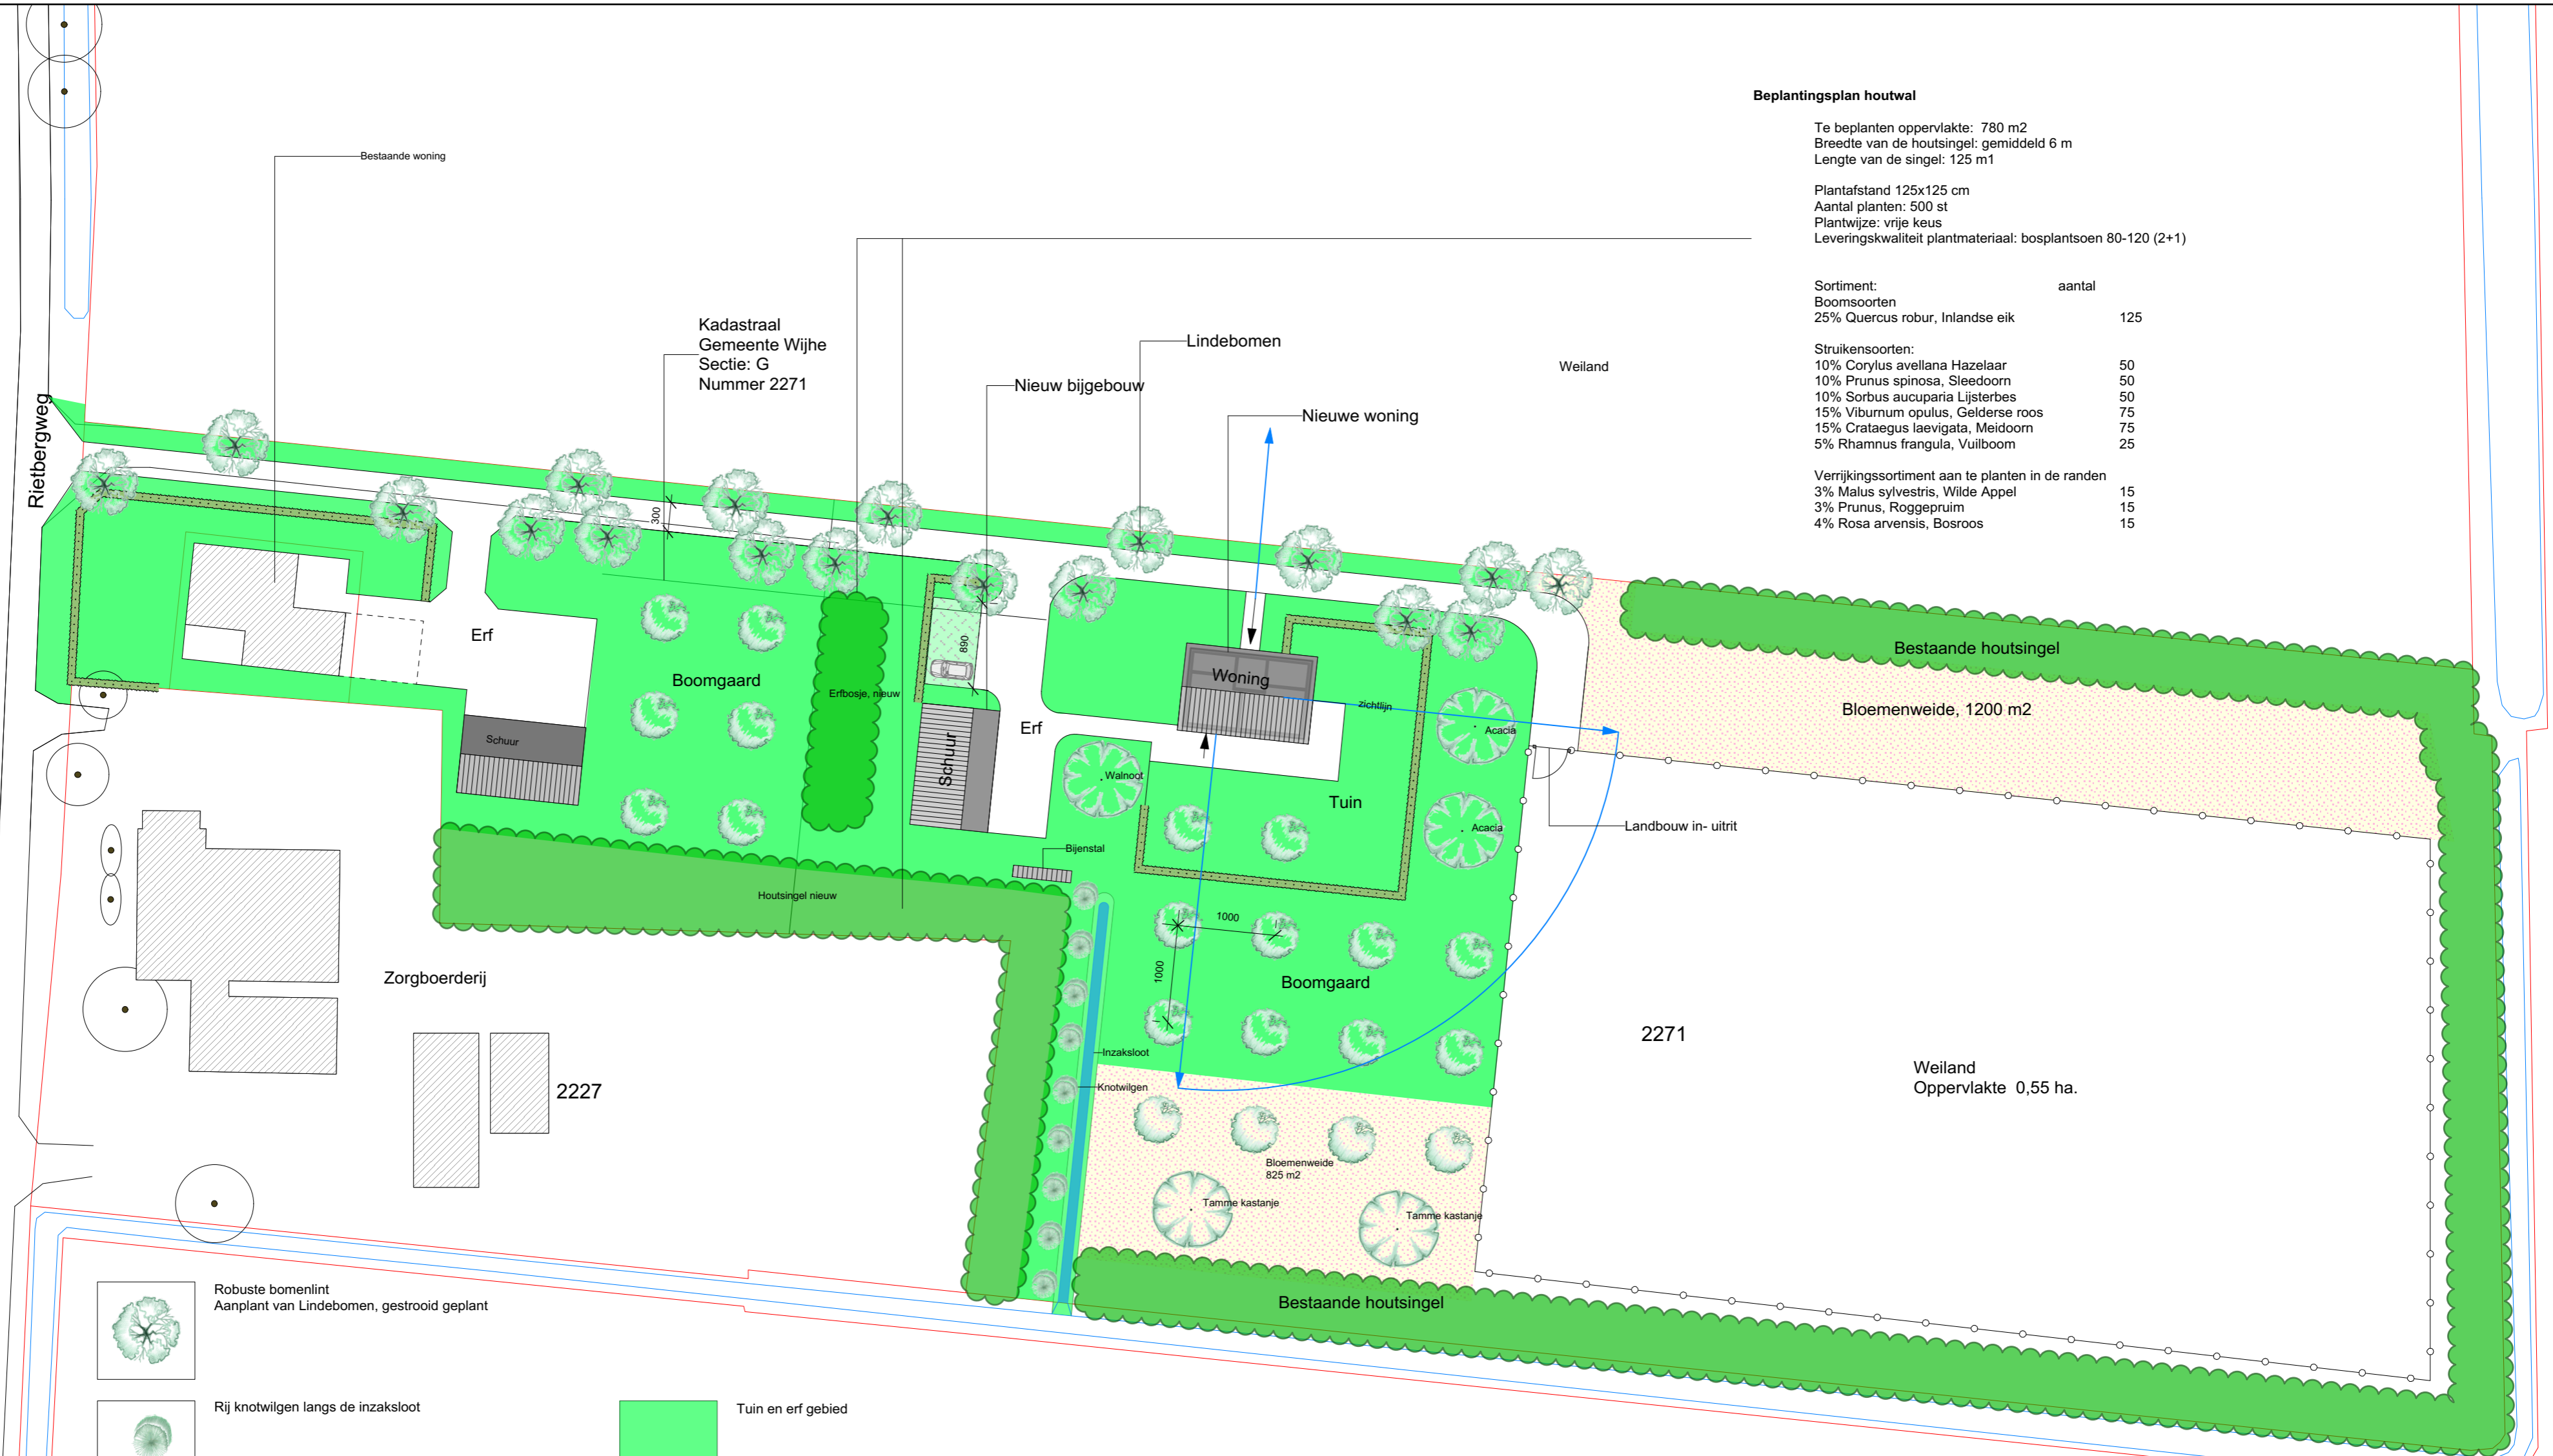 Beplantingsplan houtwal
Te beplanten oppervlakte: 780 m2
Breedte van de houtsingel: gemiddeld 6 m
Lengte van de singel: 125 m1
Plantafstand 125x125 cm
Aantal planten: 500 st
Plantwijze: vrije keus
Leveringskwaliteit plantmateriaal: bosplantsoen 80-120 (2+1)
Sortiment: aantal
Boomsoorten
25% Quercus robur, Inlandse eik 125
Struikensoorten:
10% Corylus avellana Hazelaar 50
10% Prunus spinosa, Sleedoorn 50
10% Sorbus aucuparia Lijsterbes 50
15% Viburnum opulus, Gelderse roos 75
15% Crataegus laevigata, Meidoorn 75
5% Rhamnus frangula, Vuilboom 25
Verrijkingssortiment aan te planten in de randen
3% Malus sylvestris, Wilde Appel 15
3% Prunus, Roggepruim 15
4% Rosa arvensis, Bosroos 15
Bestaande woning
Kadastraal
Gemeente Wijhe
Sectie: G
Nummer 2271
Lindebomen
Nieuw bijgebouw
Nieuwe woning
Weiland
Rietbergweg
300
Erf
Boomgaard
Erfbosje, nieuw
890
Schuur
Schuur
Erf
Woning
zichtlijn
Walnoot
Tuin
Acacia
Acacia
Bestaande houtsingel
Bloemenweide, 1200 m2
Landbouw in- uitrit
Bijenstal
Houtsingel nieuw
1000
1000
Boomgaard
Zorgboerderij
2227
Inzaksloot
Knotwilgen
2271
Weiland
Oppervlakte 0,55 ha.
Bloemenweide
825 m2
Tamme kastanje
Tamme kastanje
Bestaande houtsingel
Robuste bomenlint
Aanplant van Lindebomen, gestrooid geplant
Rij knotwilgen langs de inzaksloot
Tuin en erf gebied